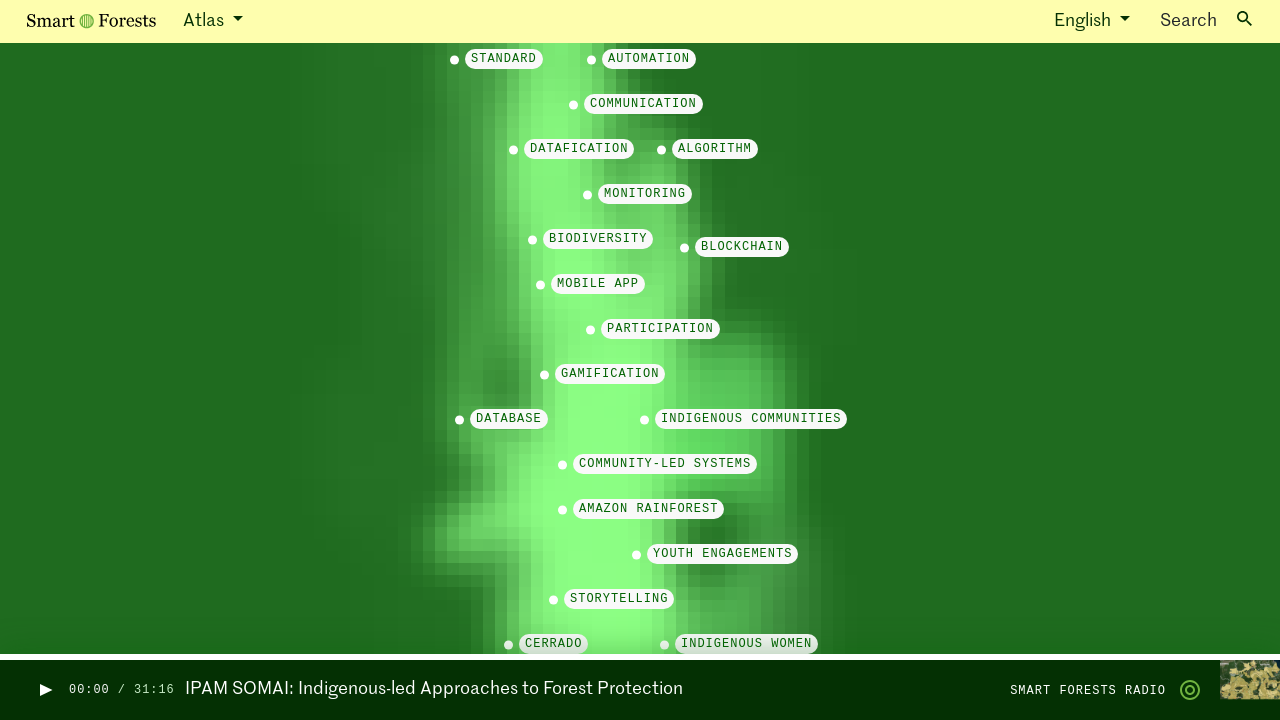 Smart Forests
Atlas
English
Search
STANDARD
AUTOMATION
COMMUNICATION
DATAFICATION
ALGORITHM
MONITORING
BIODIVERSITY
BLOCKCHAIN
MOBILE APP
PARTICIPATION
GAMIFICATION
DATABASE
INDIGENOUS COMMUNITIES
COMMUNITY-LED SYSTEMS
AMAZON RAINFOREST
YOUTH ENGAGEMENTS
STORYTELLING
CERRADO
INDIGENOUS WOMEN
00:00 / 31:16
IPAM SOMAI: Indigenous-led Approaches to Forest Protection
SMART FORESTS RADIO